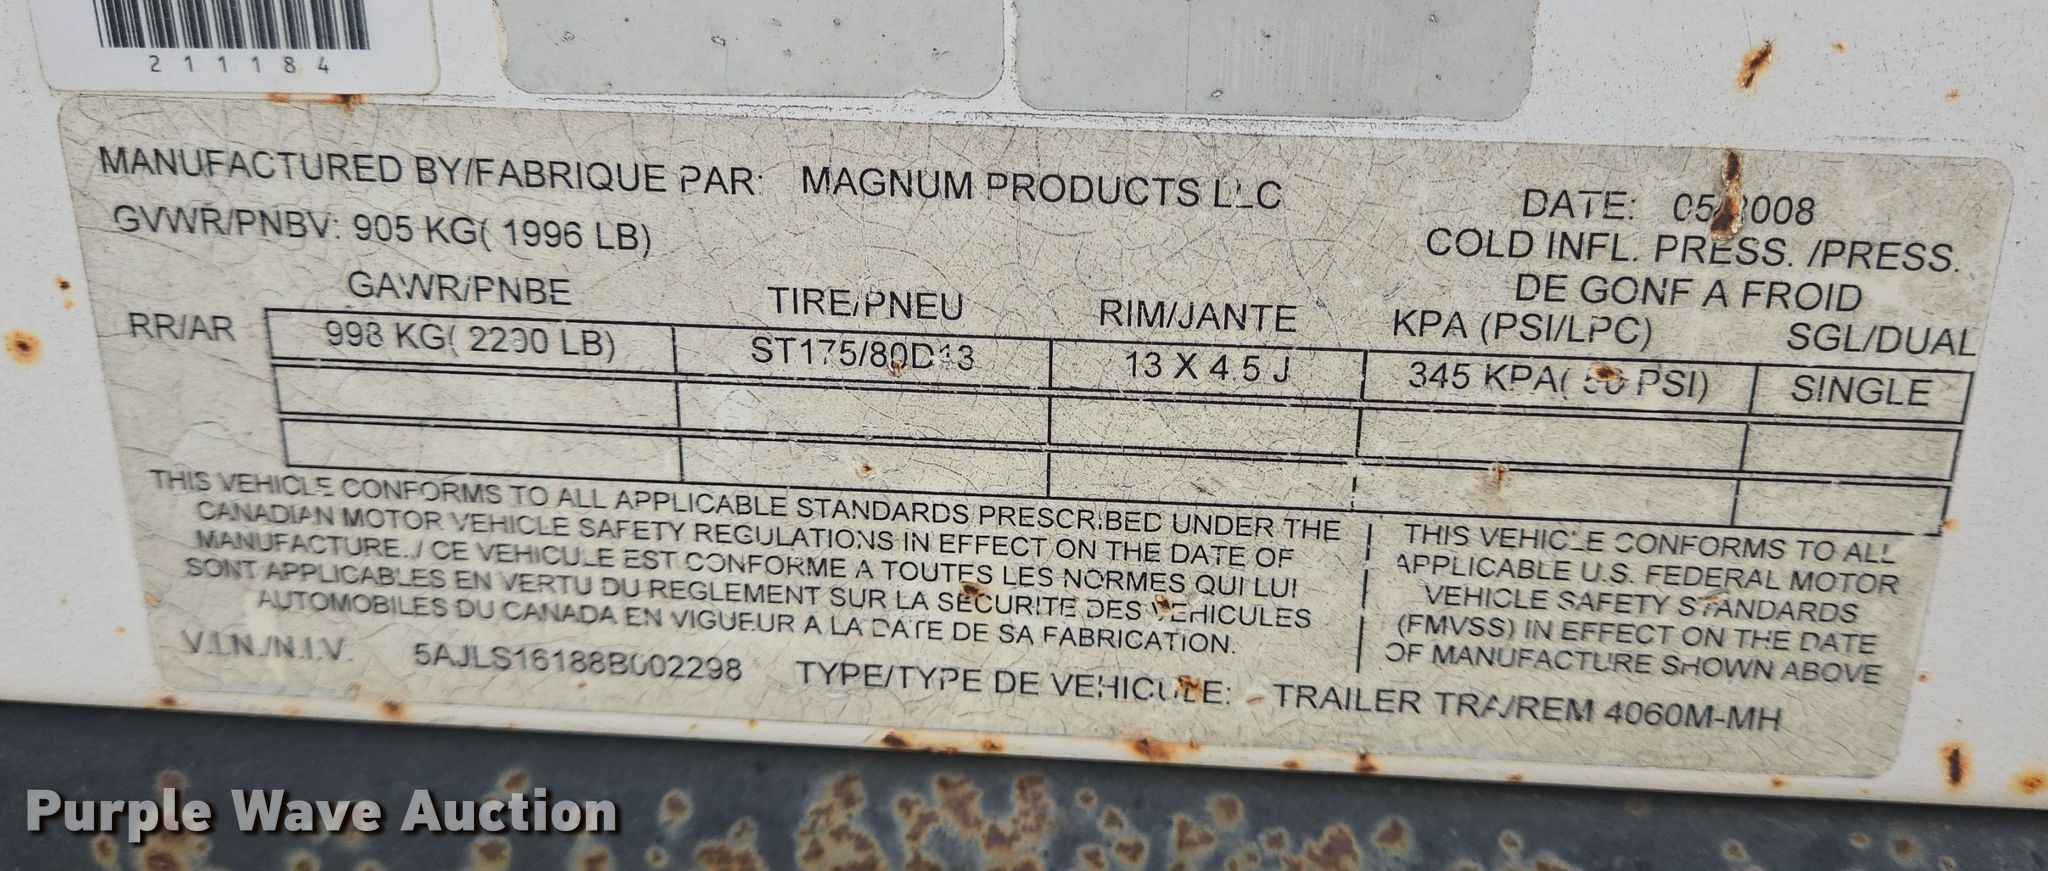 211184
MANUFACTURED BY/FABRIQUE PAR: MAGNUM PRODUCTS LLC
GVWR/PNBV: 905 KG( 1996 LB)
DATE: 05/2008
COLD INFL. PRESS. /PRESS.
DE GONF A FROID
GAWR/PNBE TIRE/PNEU RIM/JANTE KPA (PSI/LPC) SGL/DUAL
RR/AR 998 KG( 2200 LB) ST175/80D13 13 X 4.5 J 345 KPA( 50 PSI) SINGLE
THIS VEHICLE CONFORMS TO ALL APPLICABLE STANDARDS PRESCRIBED UNDER THE
CANADIAN MOTOR VEHICLE SAFETY REGULATIONS IN EFFECT ON THE DATE OF
MANUFACTURE. / CE VEHICULE EST CONFORME A TOUTES LES NORMES QUI LUI
SONT APPLICABLES EN VERTU DU REGLEMENT SUR LA SECURITE DES VEHICULES
AUTOMOBILES DU CANADA EN VIGUEUR A LA DATE DE SA FABRICATION.
THIS VEHICLE CONFORMS TO ALL
APPLICABLE U.S. FEDERAL MOTOR
VEHICLE SAFETY STANDARDS
(FMVSS) IN EFFECT ON THE DATE
OF MANUFACTURE SHOWN ABOVE
V.I.N./N.I.V. 5AJLS16188B002298 TYPE/TYPE DE VEHICULE: - TRAILER TRA/REM 4060M-MH
Purple Wave Auction